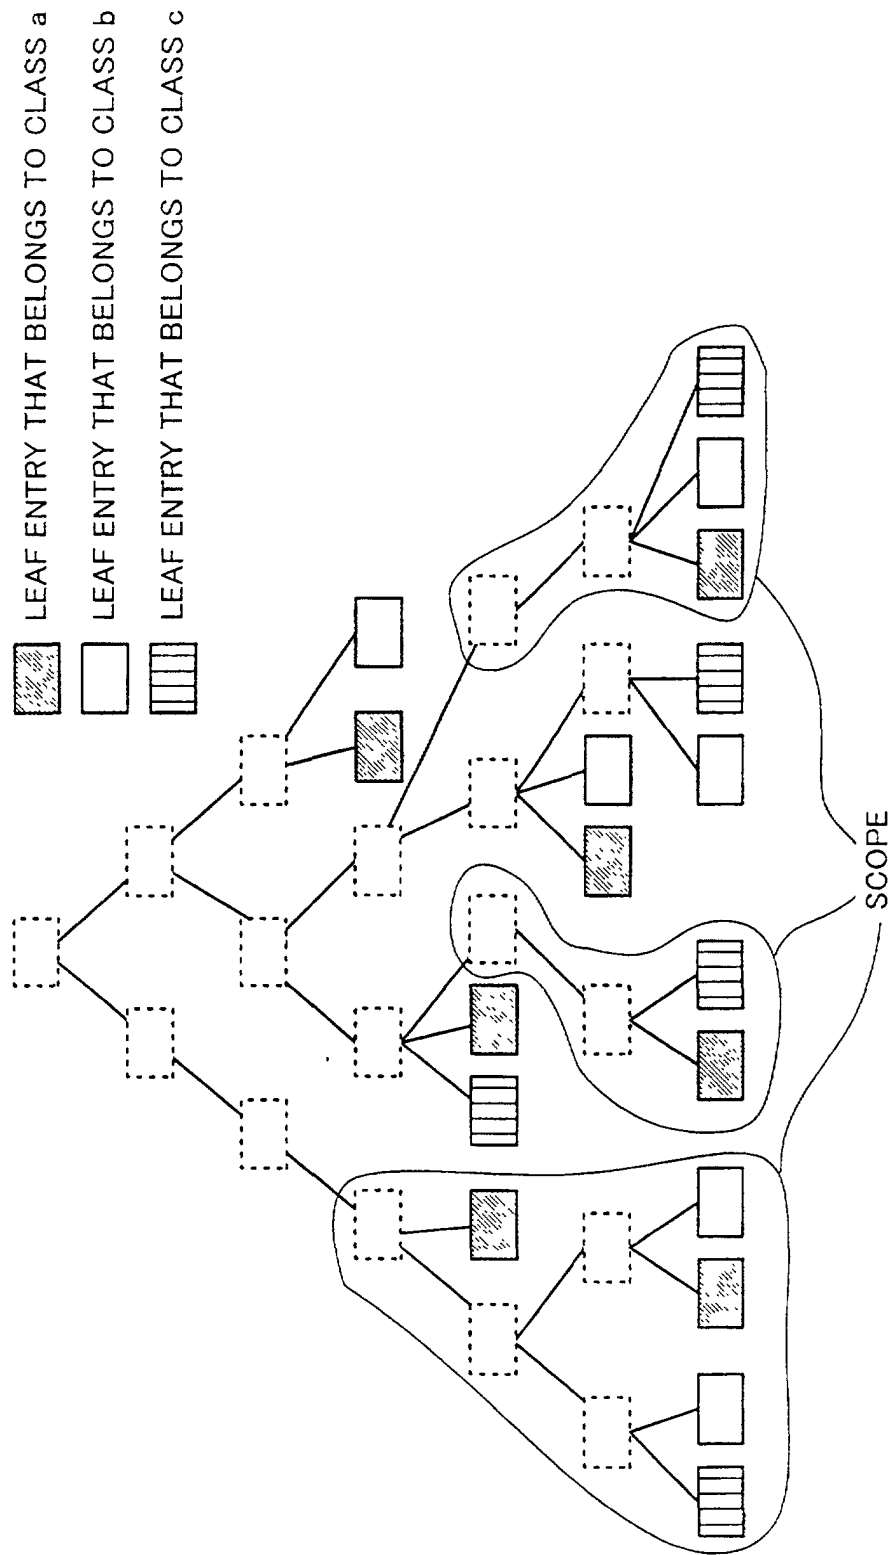 LEAF ENTRY THAT BELONGS TO CLASS a
LEAF ENTRY THAT BELONGS TO CLASS b
LEAF ENTRY THAT BELONGS TO CLASS c
SCOPE